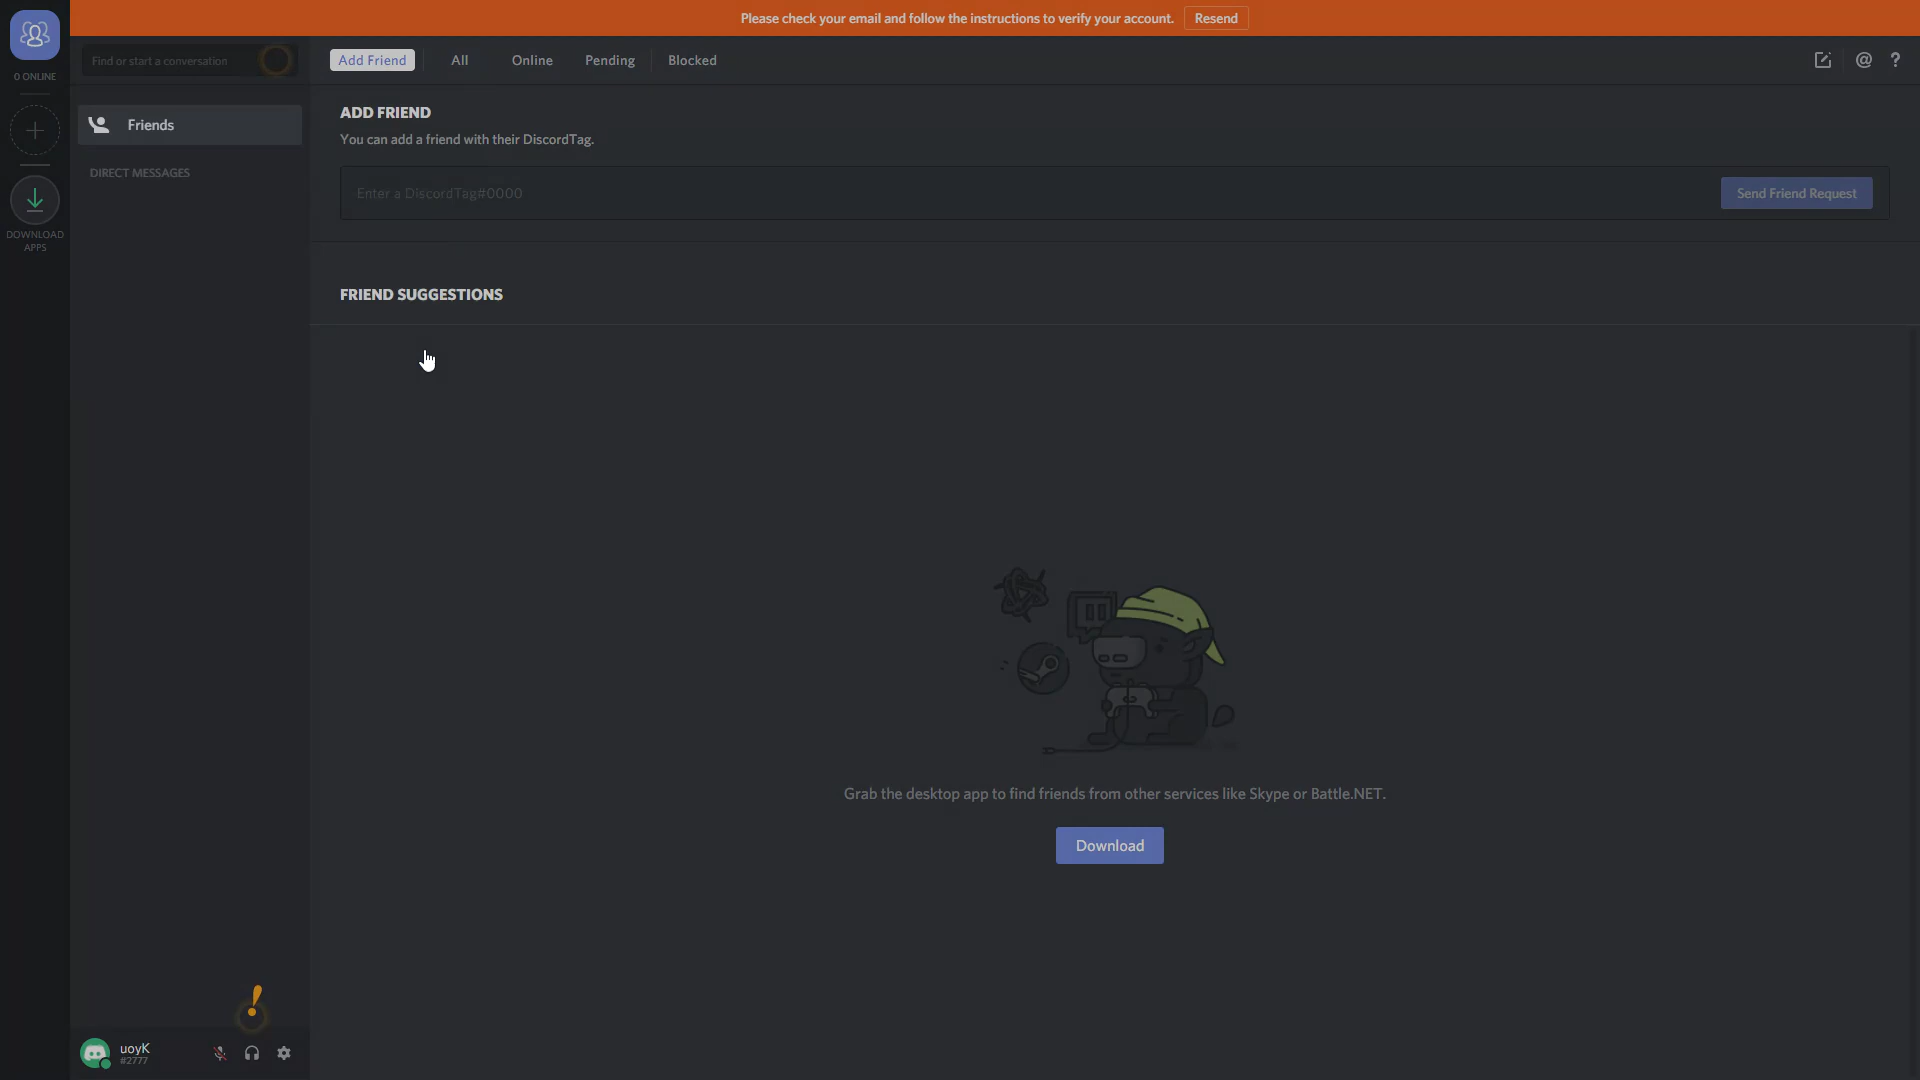 Please check your email and follow the instructions to verify your account. Resend
0 ONLINE
DOWNLOAD
APPS
Find or start a conversation
Friends
DIRECT MESSAGES
Add Friend All Online Pending Blocked
@ ?
ADD FRIEND
You can add a friend with their DiscordTag.
Enter a DiscordTag#0000
Send Friend Request
FRIEND SUGGESTIONS
Grab the desktop app to find friends from other services like Skype or Battle.NET.
Download
!
uoyK
#2777